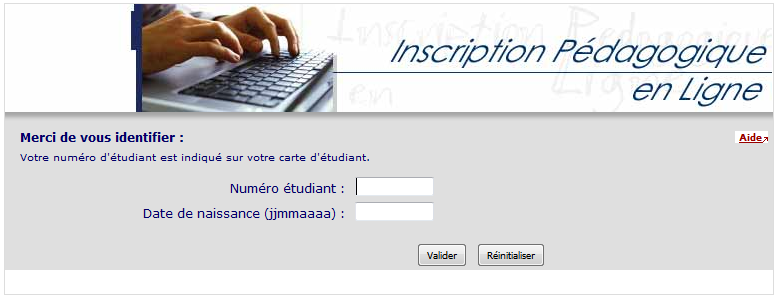 Inscription Pédagogique
en Ligne
Merci de vous identifier :
Aide
Votre numéro d'étudiant est indiqué sur votre carte d'étudiant.
Numéro étudiant :
Date de naissance (jjmmaaaa) :
Valider Réinitialiser